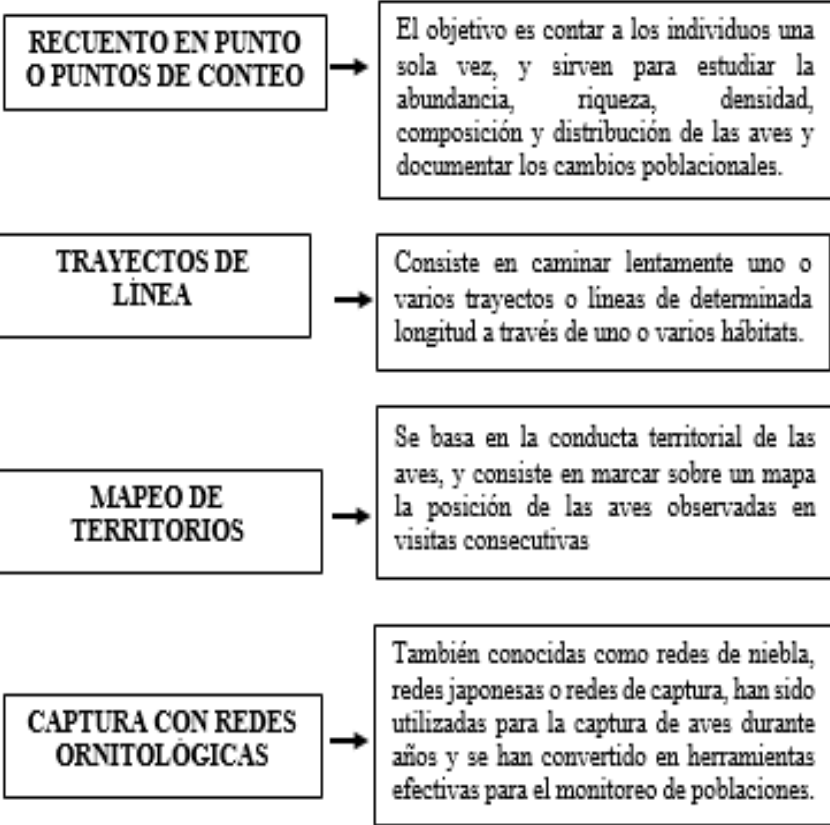 RECUENTO EN PUNTO
O PUNTOS DE CONTEO
El objetivo es contar a los individuos una
sola vez, y sirven para estudiar la
abundancia, riqueza, densidad,
composición y distribución de las aves y
documentar los cambios poblacionales.
TRAYECTOS DE
LÍNEA
Consiste en caminar lentamente uno o
varios trayectos o líneas de determinada
longitud a través de uno o varios hábitats.
MAPEO DE
TERRITORIOS
Se basa en la conducta territorial de las
aves, y consiste en marcar sobre un mapa
la posición de las aves observadas en
visitas consecutivas
CAPTURA CON REDES
ORNITOLÓGICAS
También conocidas como redes de niebla,
redes japonesas o redes de captura, han sido
utilizadas para la captura de aves durante
años y se han convertido en herramientas
efectivas para el monitoreo de poblaciones.